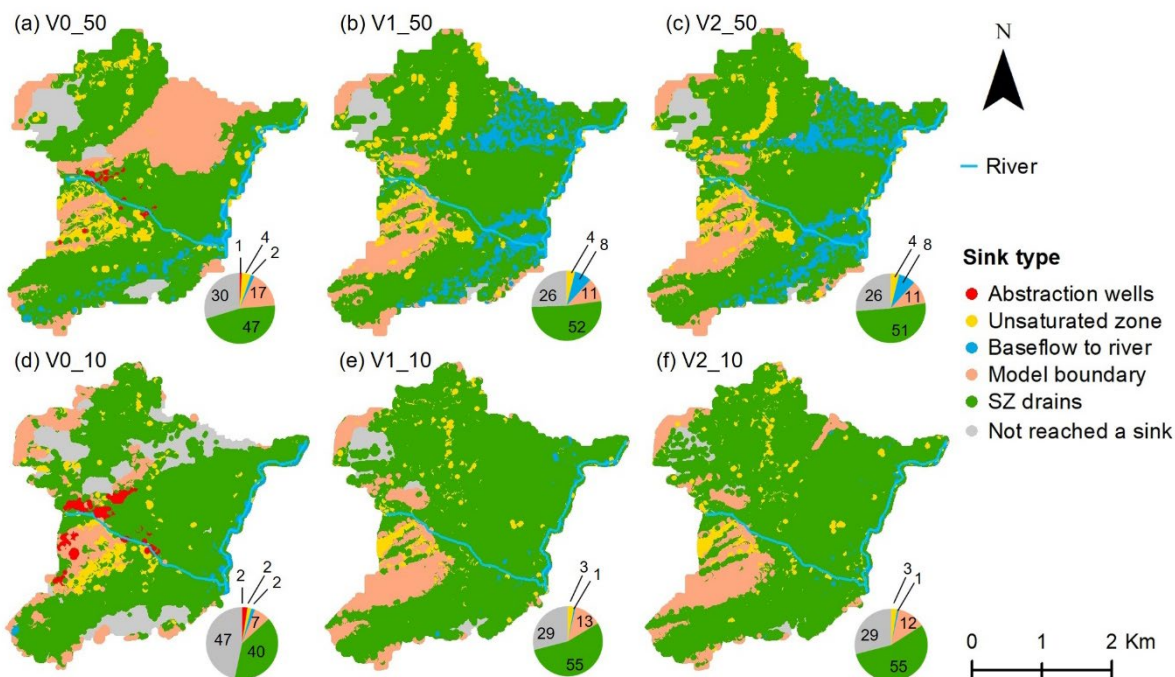 (a) V0_50
(b) V1_50
(c) V2_50
N
River
1
4
2
17
30
47
4
8
26
11
52
4
8
26
11
51
Sink type
Abstraction wells
Unsaturated zone
Baseflow to river
Model boundary
SZ drains
Not reached a sink
(d) V0_10
(e) V1_10
(f) V2_10
2
2
2
7
47
40
3
1
29
13
55
3
1
29
12
55
0 1 2 Km